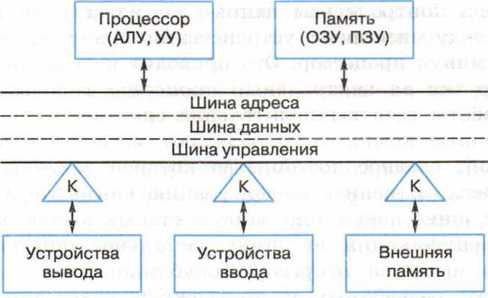 Процессор
(АЛУ, УУ)
Память
(ОЗУ, ПЗУ)
Шина адреса
Шина данных
Шина управления
К
К
К
Устройства
вывода
Устройства
ввода
Внешняя
память